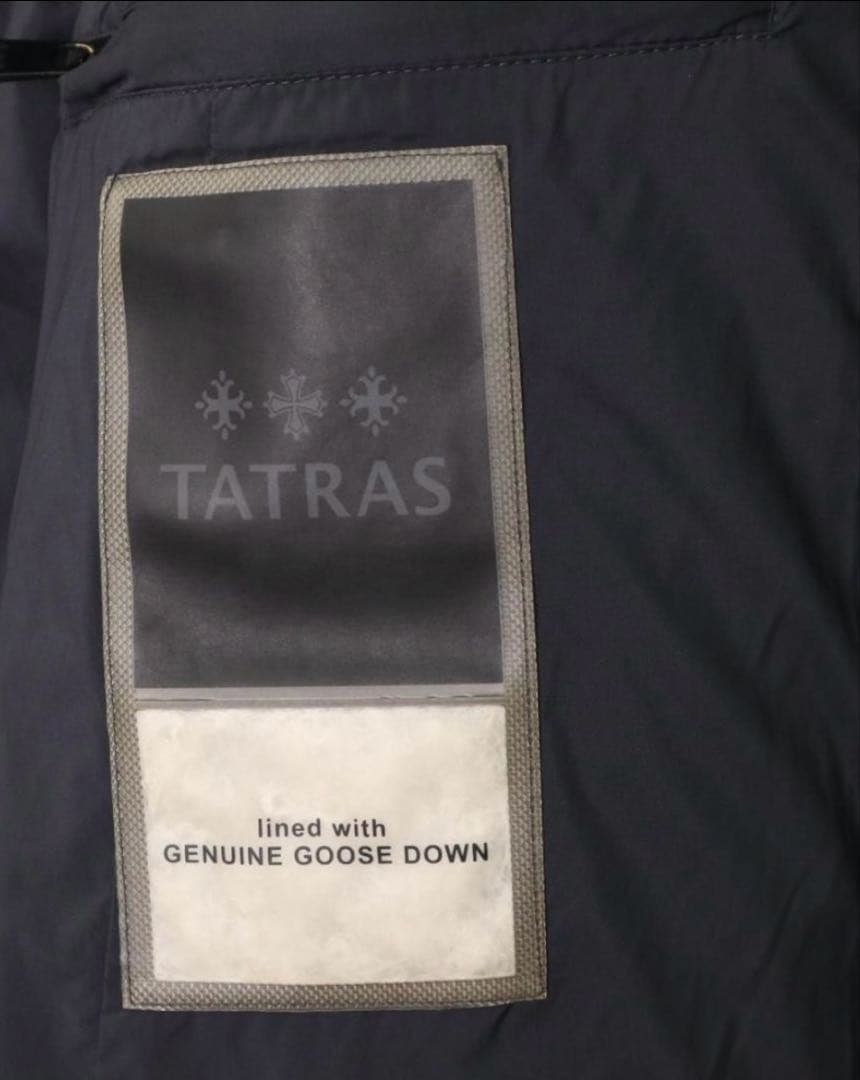 TATRAS
lined with
GENUINE GOOSE DOWN